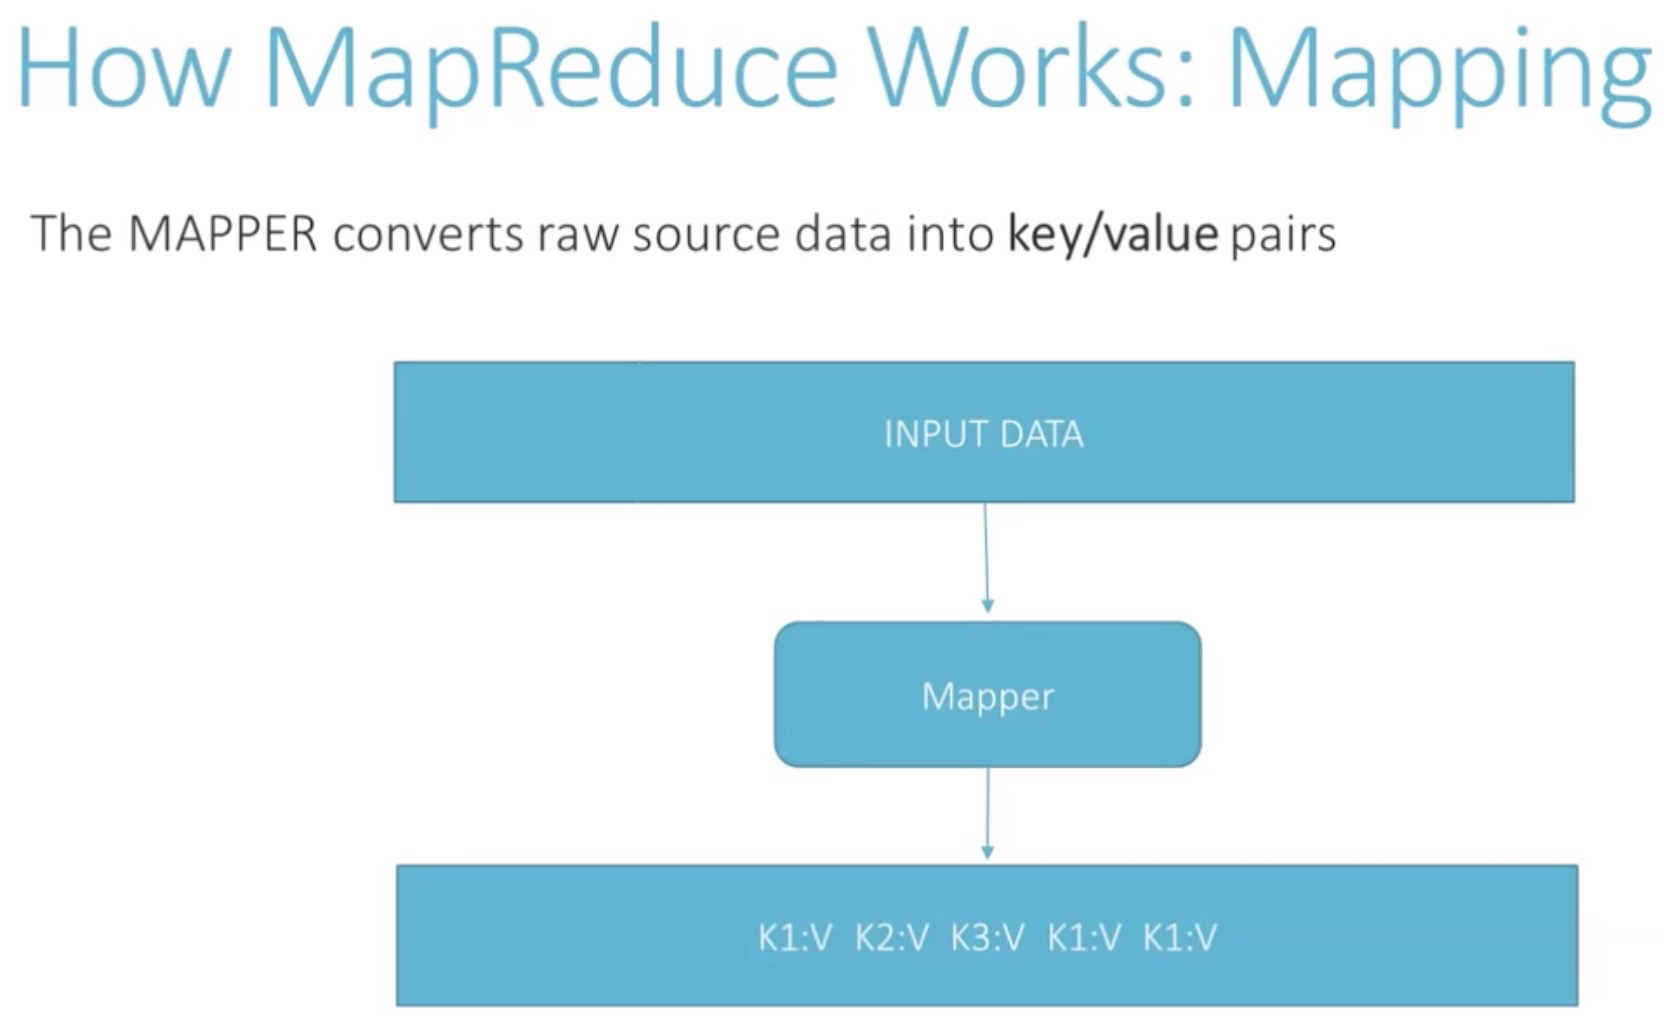 How MapReduce Works: Mapping
The MAPPER converts raw source data into key/value pairs
INPUT DATA
Mapper
K1:V K2:V K3:V K1:V K1:V